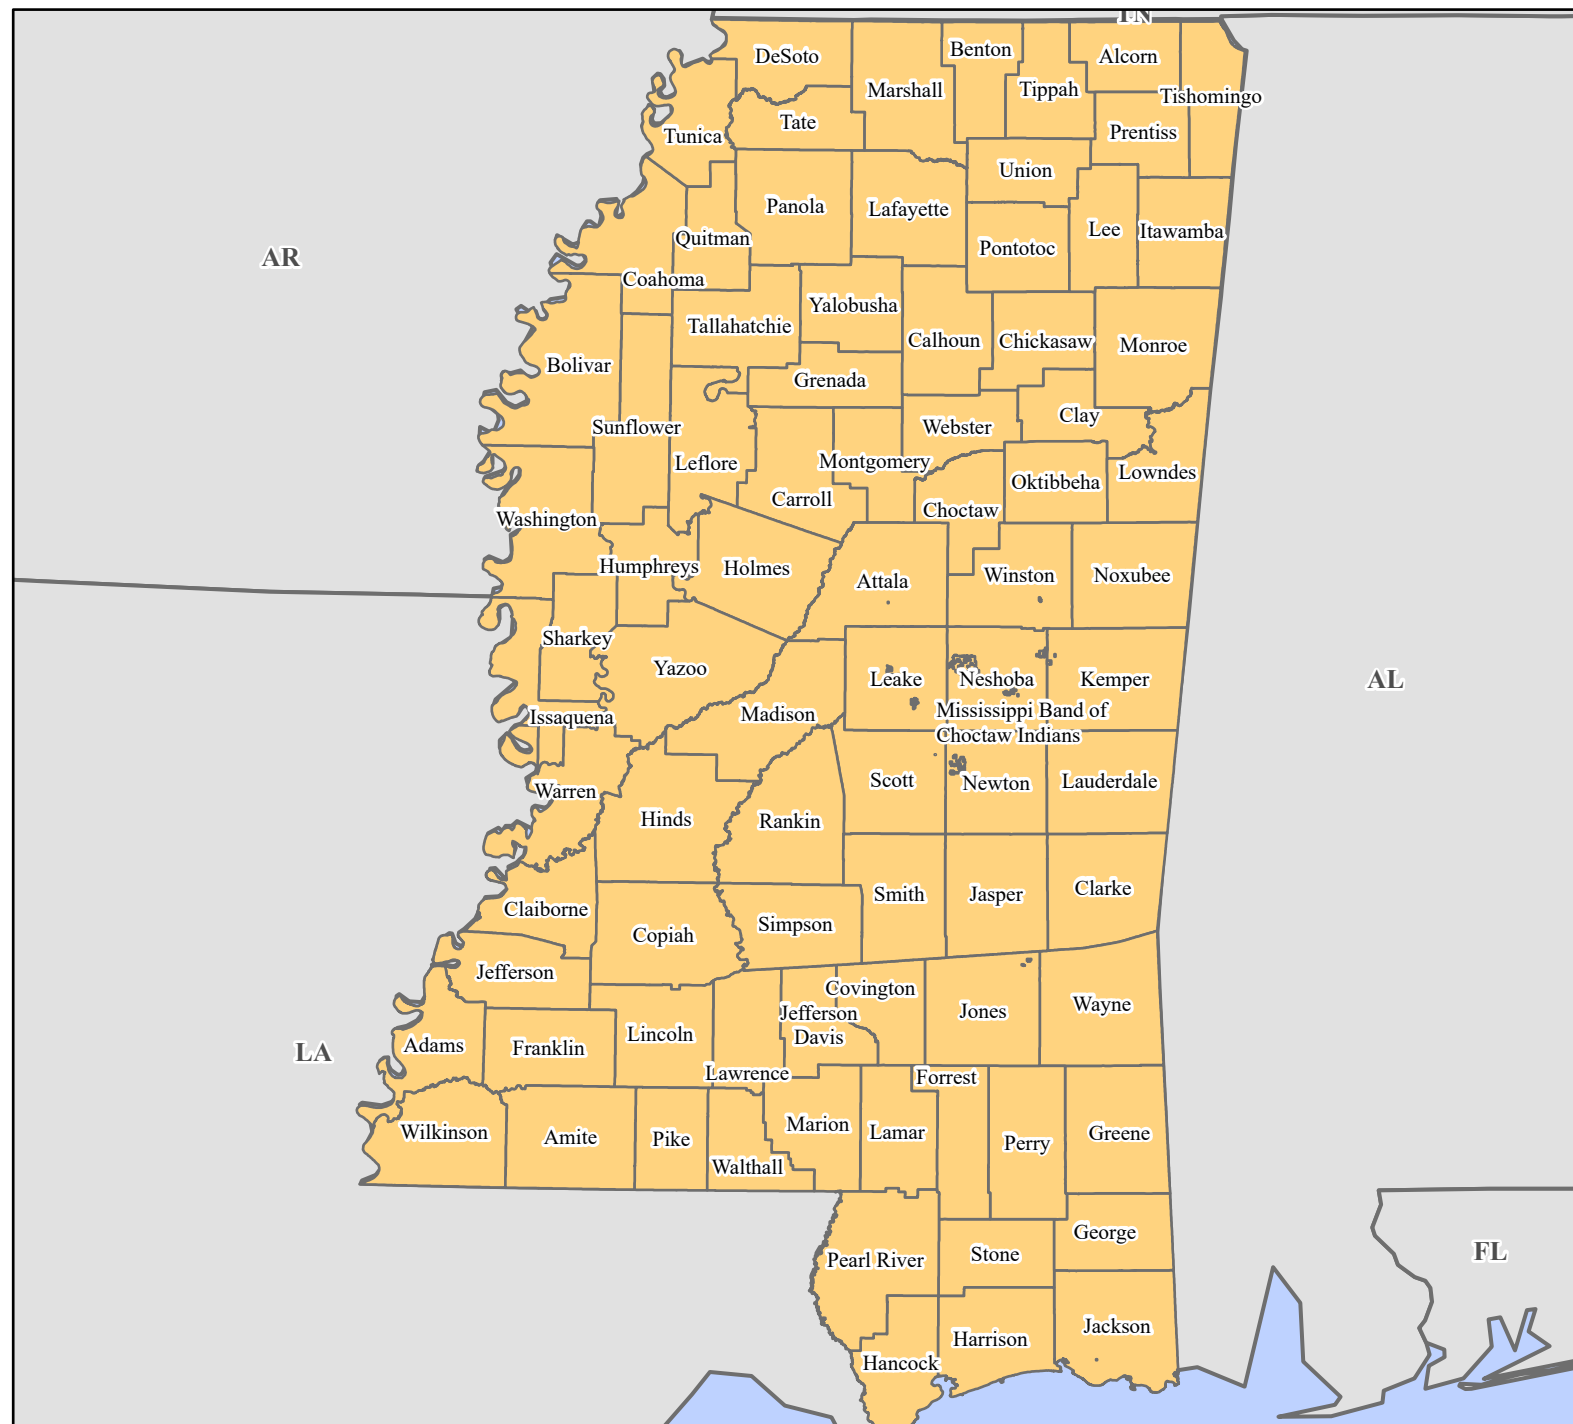 TN
DeSoto
Benton
Alcorn
Marshall
Tippah
Tishomingo
Tate
Prentiss
Tunica
Union
Panola
Lafayette
Lee
Itawamba
Quitman
Pontotoc
AR
Coahoma
Yalobusha
Tallahatchie
Calhoun
Chickasaw
Monroe
Bolivar
Grenada
Clay
Sunflower
Webster
Leflore
Montgomery
Lowndes
Oktibbeha
Carroll
Choctaw
Washington
Humphreys
Holmes
Attala
Winston
Noxubee
Sharkey
Yazoo
Leake
Neshoba
Kemper
AL
Issaquena
Madison
Mississippi Band of
Choctaw Indians
Scott
Newton
Lauderdale
Warren
Hinds
Rankin
Smith
Jasper
Clarke
Claiborne
Copiah
Simpson
Jefferson
Covington
Jefferson
Davis
Jones
Wayne
Lincoln
Adams
Franklin
LA
Lawrence
Forrest
Wilkinson
Amite
Pike
Marion
Lamar
Perry
Greene
Walthall
George
Pearl River
Stone
FL
Jackson
Harrison
Hancock